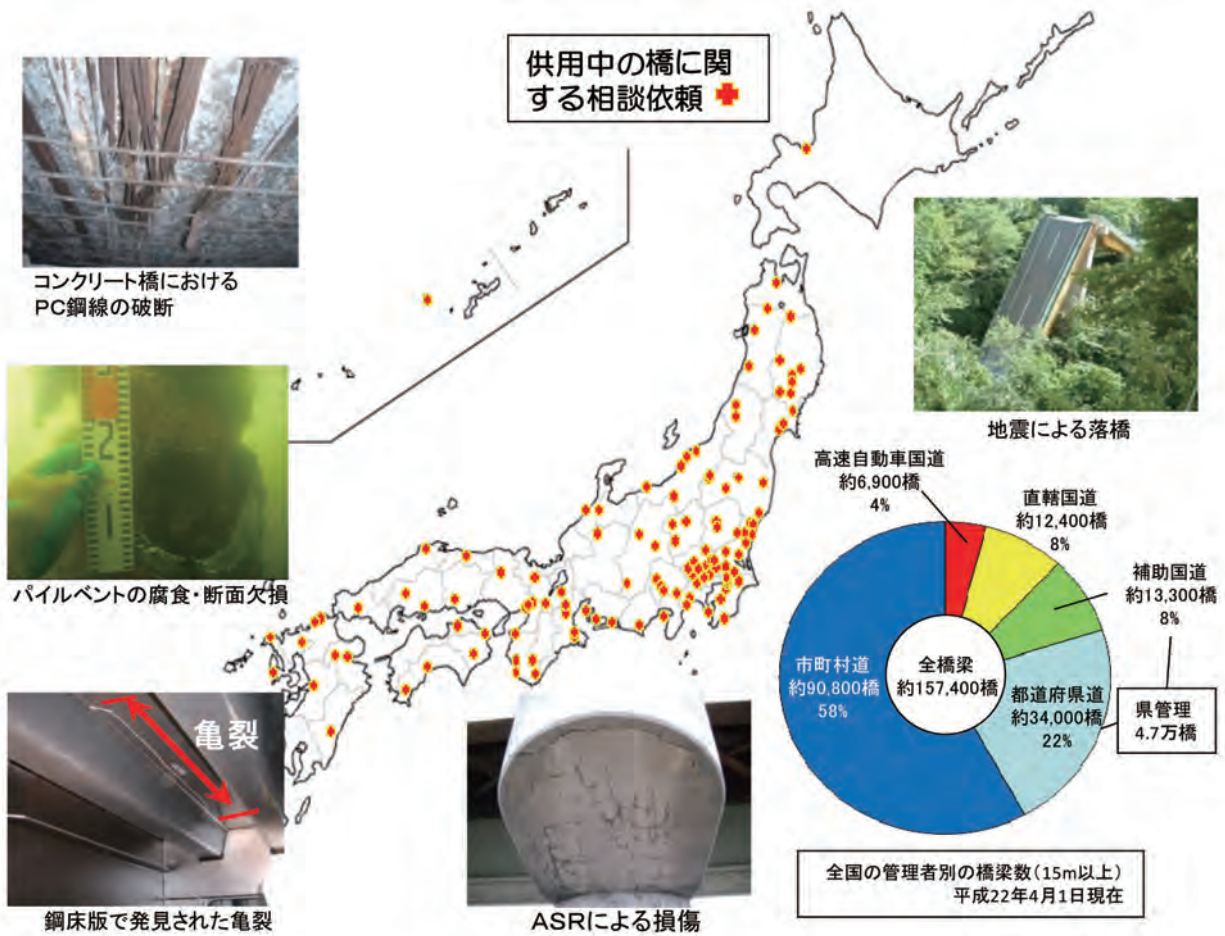 供用中の橋に関
する相談依頼
コンクリート橋における
PC鋼線の破断
2
1
パイルベントの腐食・断面欠損
亀裂
鋼床版で発見された亀裂
ASRによる損傷
地震による落橋
高速自動車国道
約6,900橋
4%
直轄国道
約12,400橋
8%
補助国道
約13,300橋
8%
市町村道
約90,800橋
58%
全橋梁
約157,400橋
都道府県道
約34,000橋
22%
県管理
4.7万橋
全国の管理者別の橋梁数(15m以上)
平成22年4月1日現在